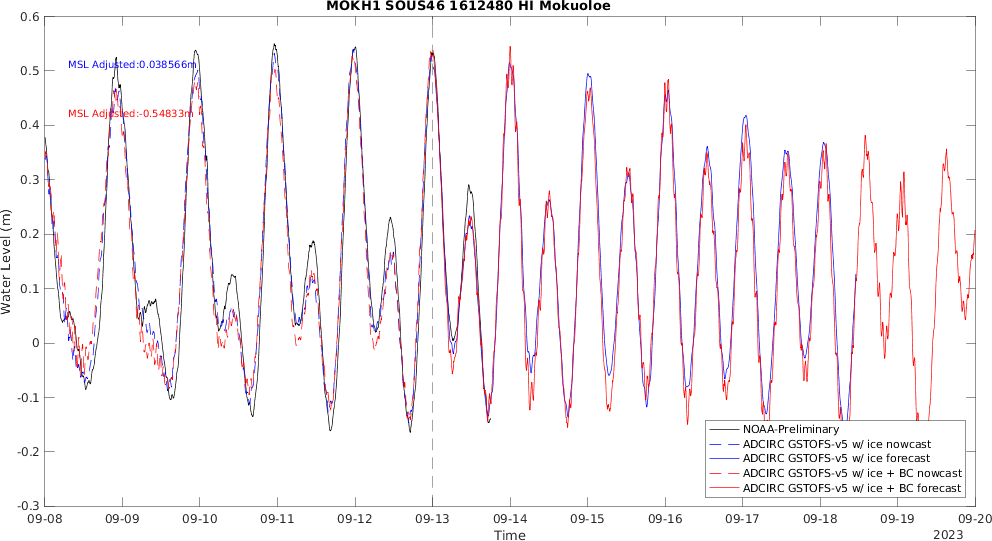 MOKH1 SOUS46 1612480 HI Mokuoloe
0.6
0.5
0.4
0.3
0.2
0.1
0
-0.1
-0.2
-0.3
Water Level (m)
MSL Adjusted:0.038566m
MSL Adjusted:-0.54833m
NOAA-Preliminary
ADCIRC GSTOFS-v5 w/ ice nowcast
ADCIRC GSTOFS-v5 w/ ice forecast
ADCIRC GSTOFS-v5 w/ ice + BC nowcast
ADCIRC GSTOFS-v5 w/ ice + BC forecast
09-08 09-09 09-10 09-11 09-12 09-13 09-14 09-15 09-16 09-17 09-18 09-19 09-20
Time
2023